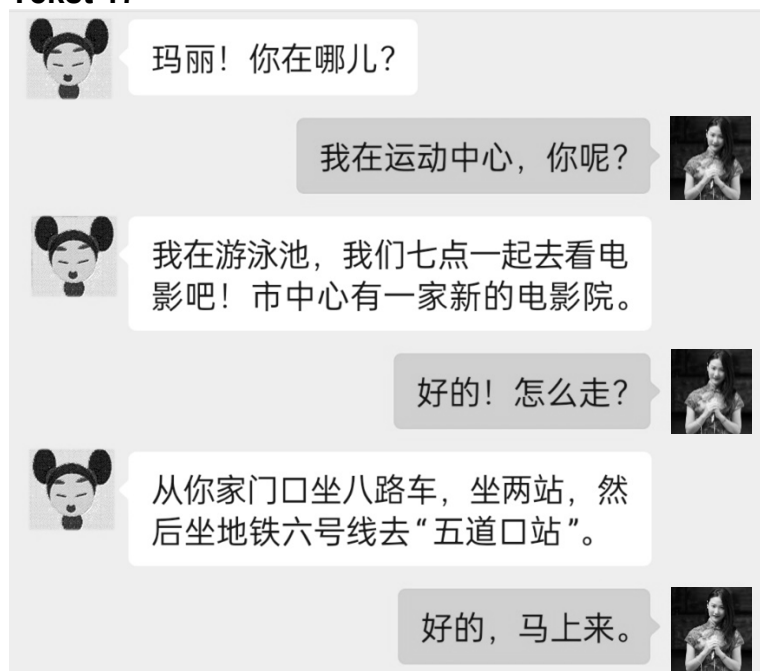 玛丽！你在哪儿？
我在运动中心，你呢？
我在游泳池，我们七点一起去看电
影吧！市中心有一家新的电影院。
好的！怎么走？
从你家门口坐八路车，坐两站，然
后坐地铁六号线去“五道口站”。
好的，马上来。